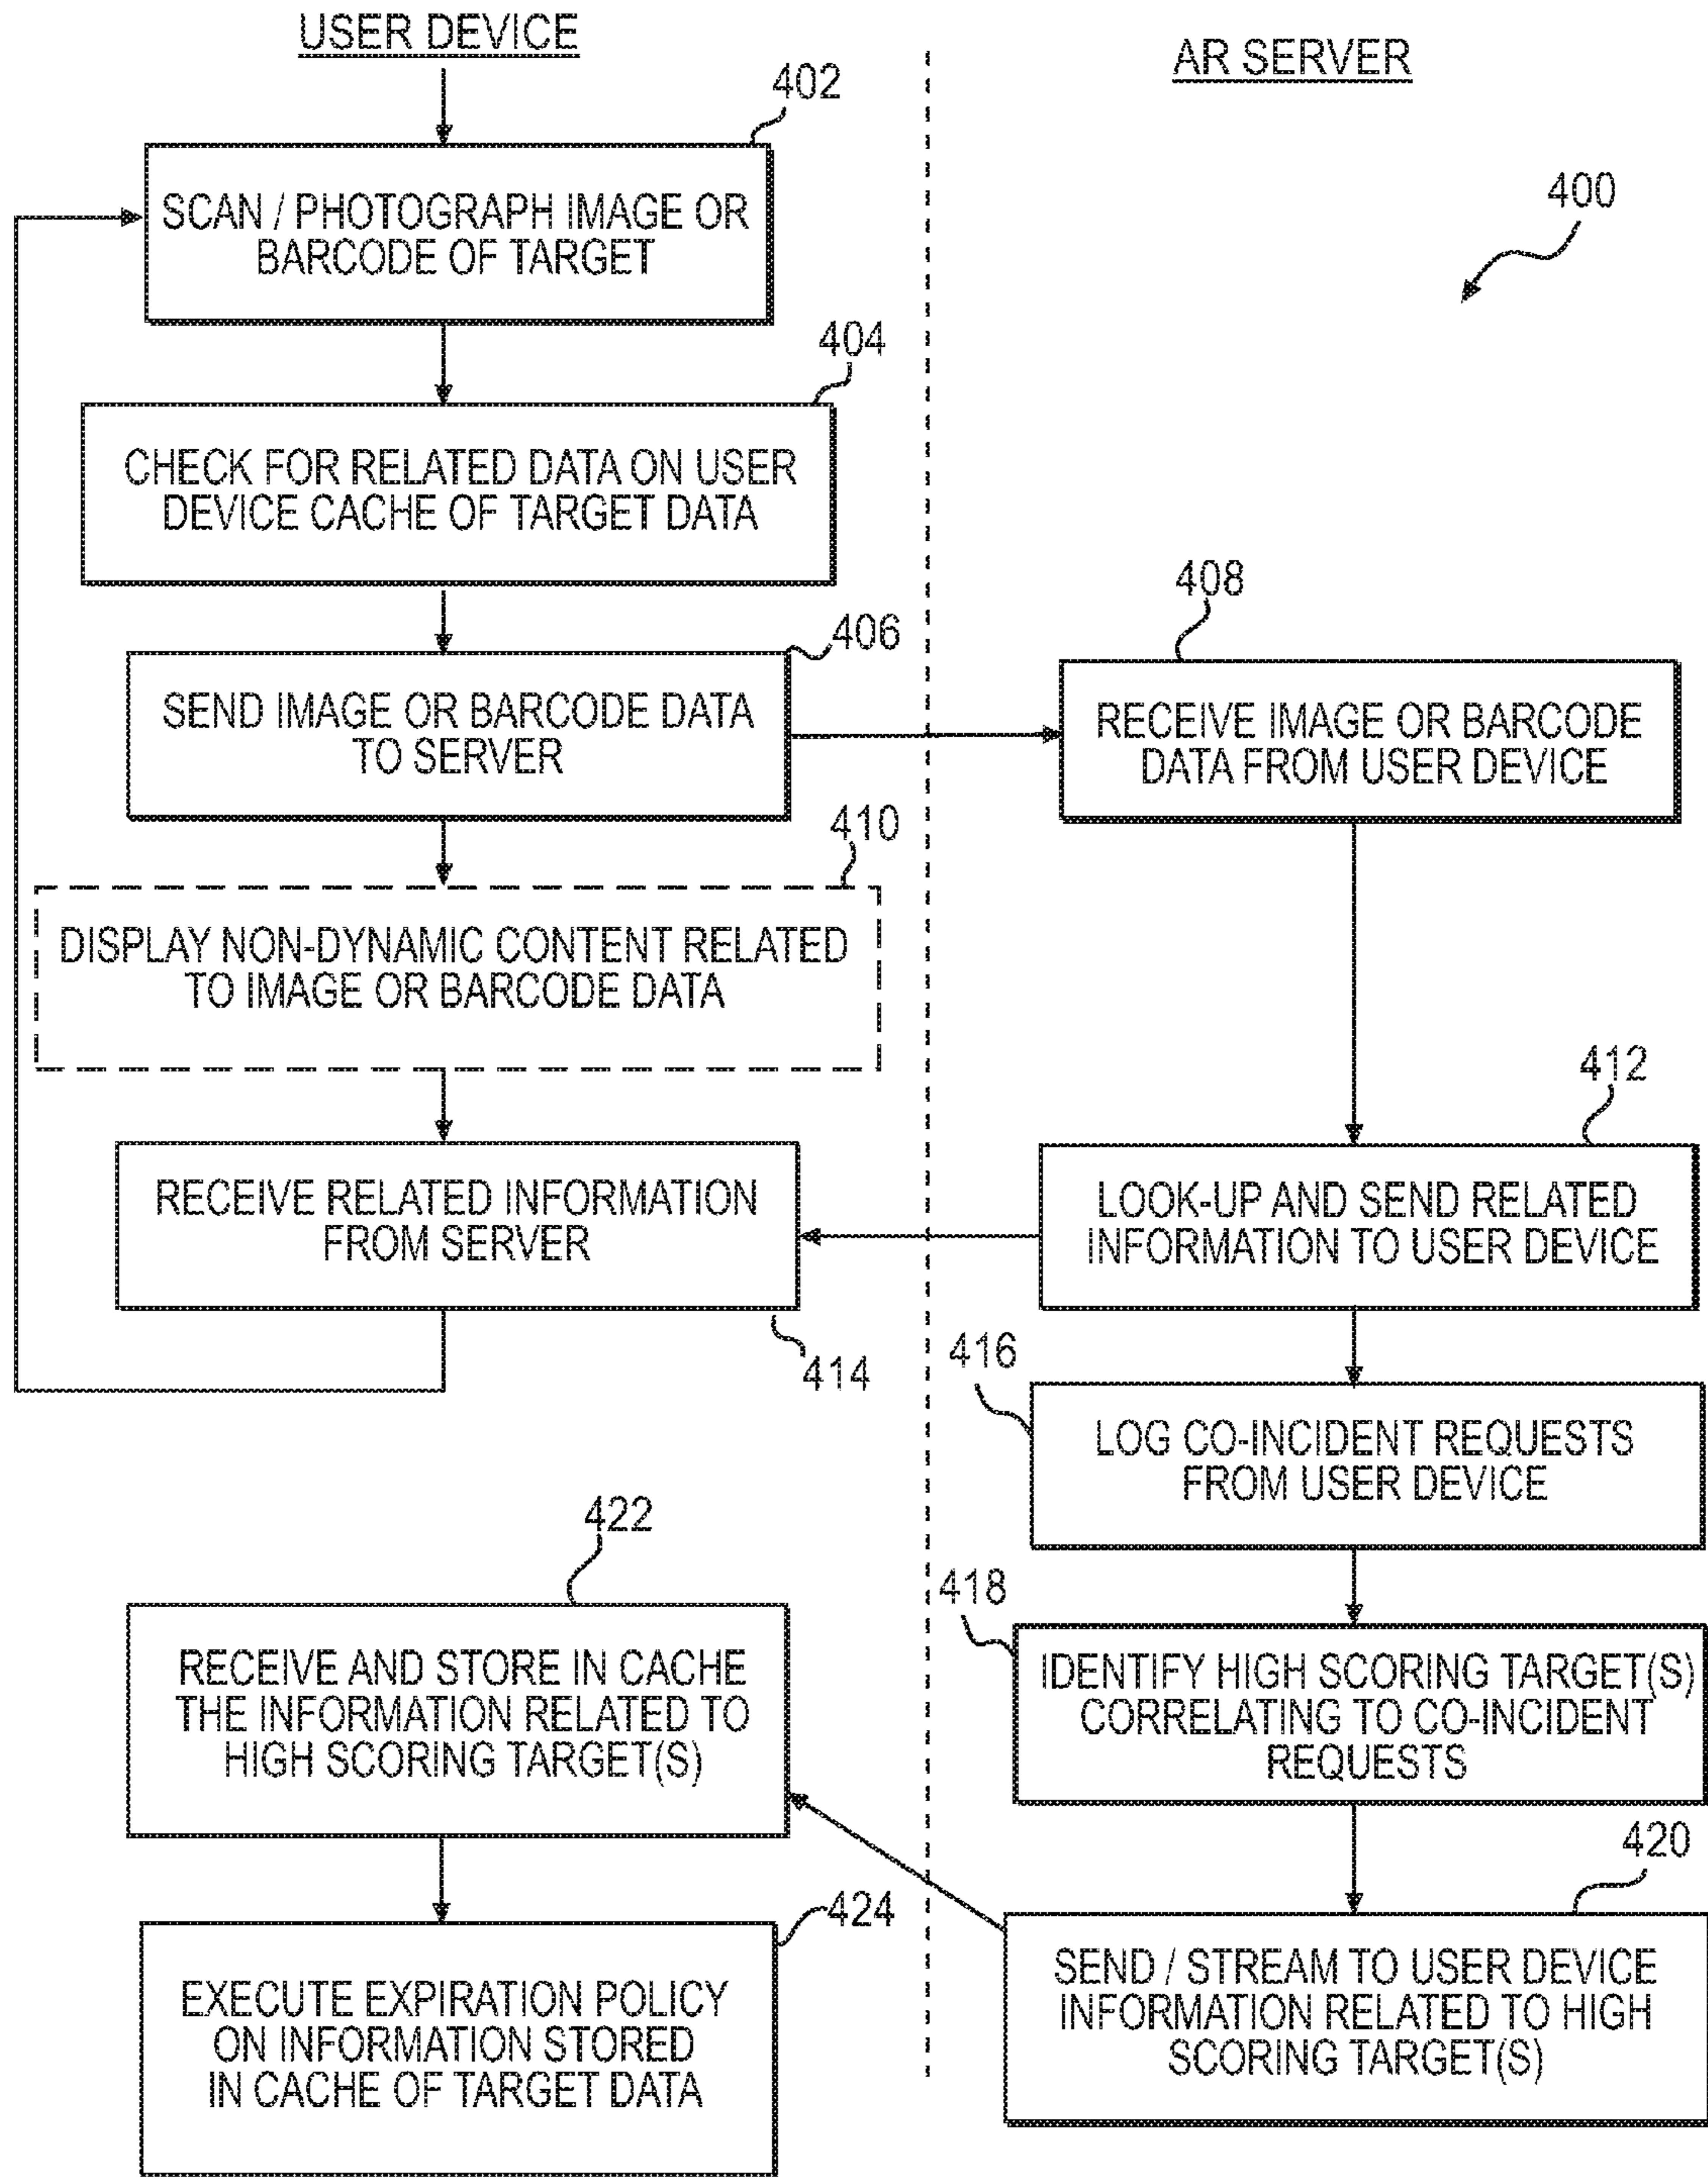 USER DEVICE
AR SERVER
402
SCAN / PHOTOGRAPH IMAGE OR
BARCODE OF TARGET
400
404
CHECK FOR RELATED DATA ON USER
DEVICE CACHE OF TARGET DATA
406
SEND IMAGE OR BARCODE DATA
TO SERVER
408
RECEIVE IMAGE OR BARCODE
DATA FROM USER DEVICE
410
DISPLAY NON-DYNAMIC CONTENT RELATED
TO IMAGE OR BARCODE DATA
412
LOOK-UP AND SEND RELATED
INFORMATION TO USER DEVICE
RECEIVE RELATED INFORMATION
FROM SERVER
414
416
LOG CO-INCIDENT REQUESTS
FROM USER DEVICE
418
IDENTIFY HIGH SCORING TARGET(S)
CORRELATING TO CO-INCIDENT
REQUESTS
420
SEND / STREAM TO USER DEVICE
INFORMATION RELATED TO HIGH
SCORING TARGET(S)
422
RECEIVE AND STORE IN CACHE
THE INFORMATION RELATED TO
HIGH SCORING TARGET(S)
424
EXECUTE EXPIRATION POLICY
ON INFORMATION STORED
IN CACHE OF TARGET DATA